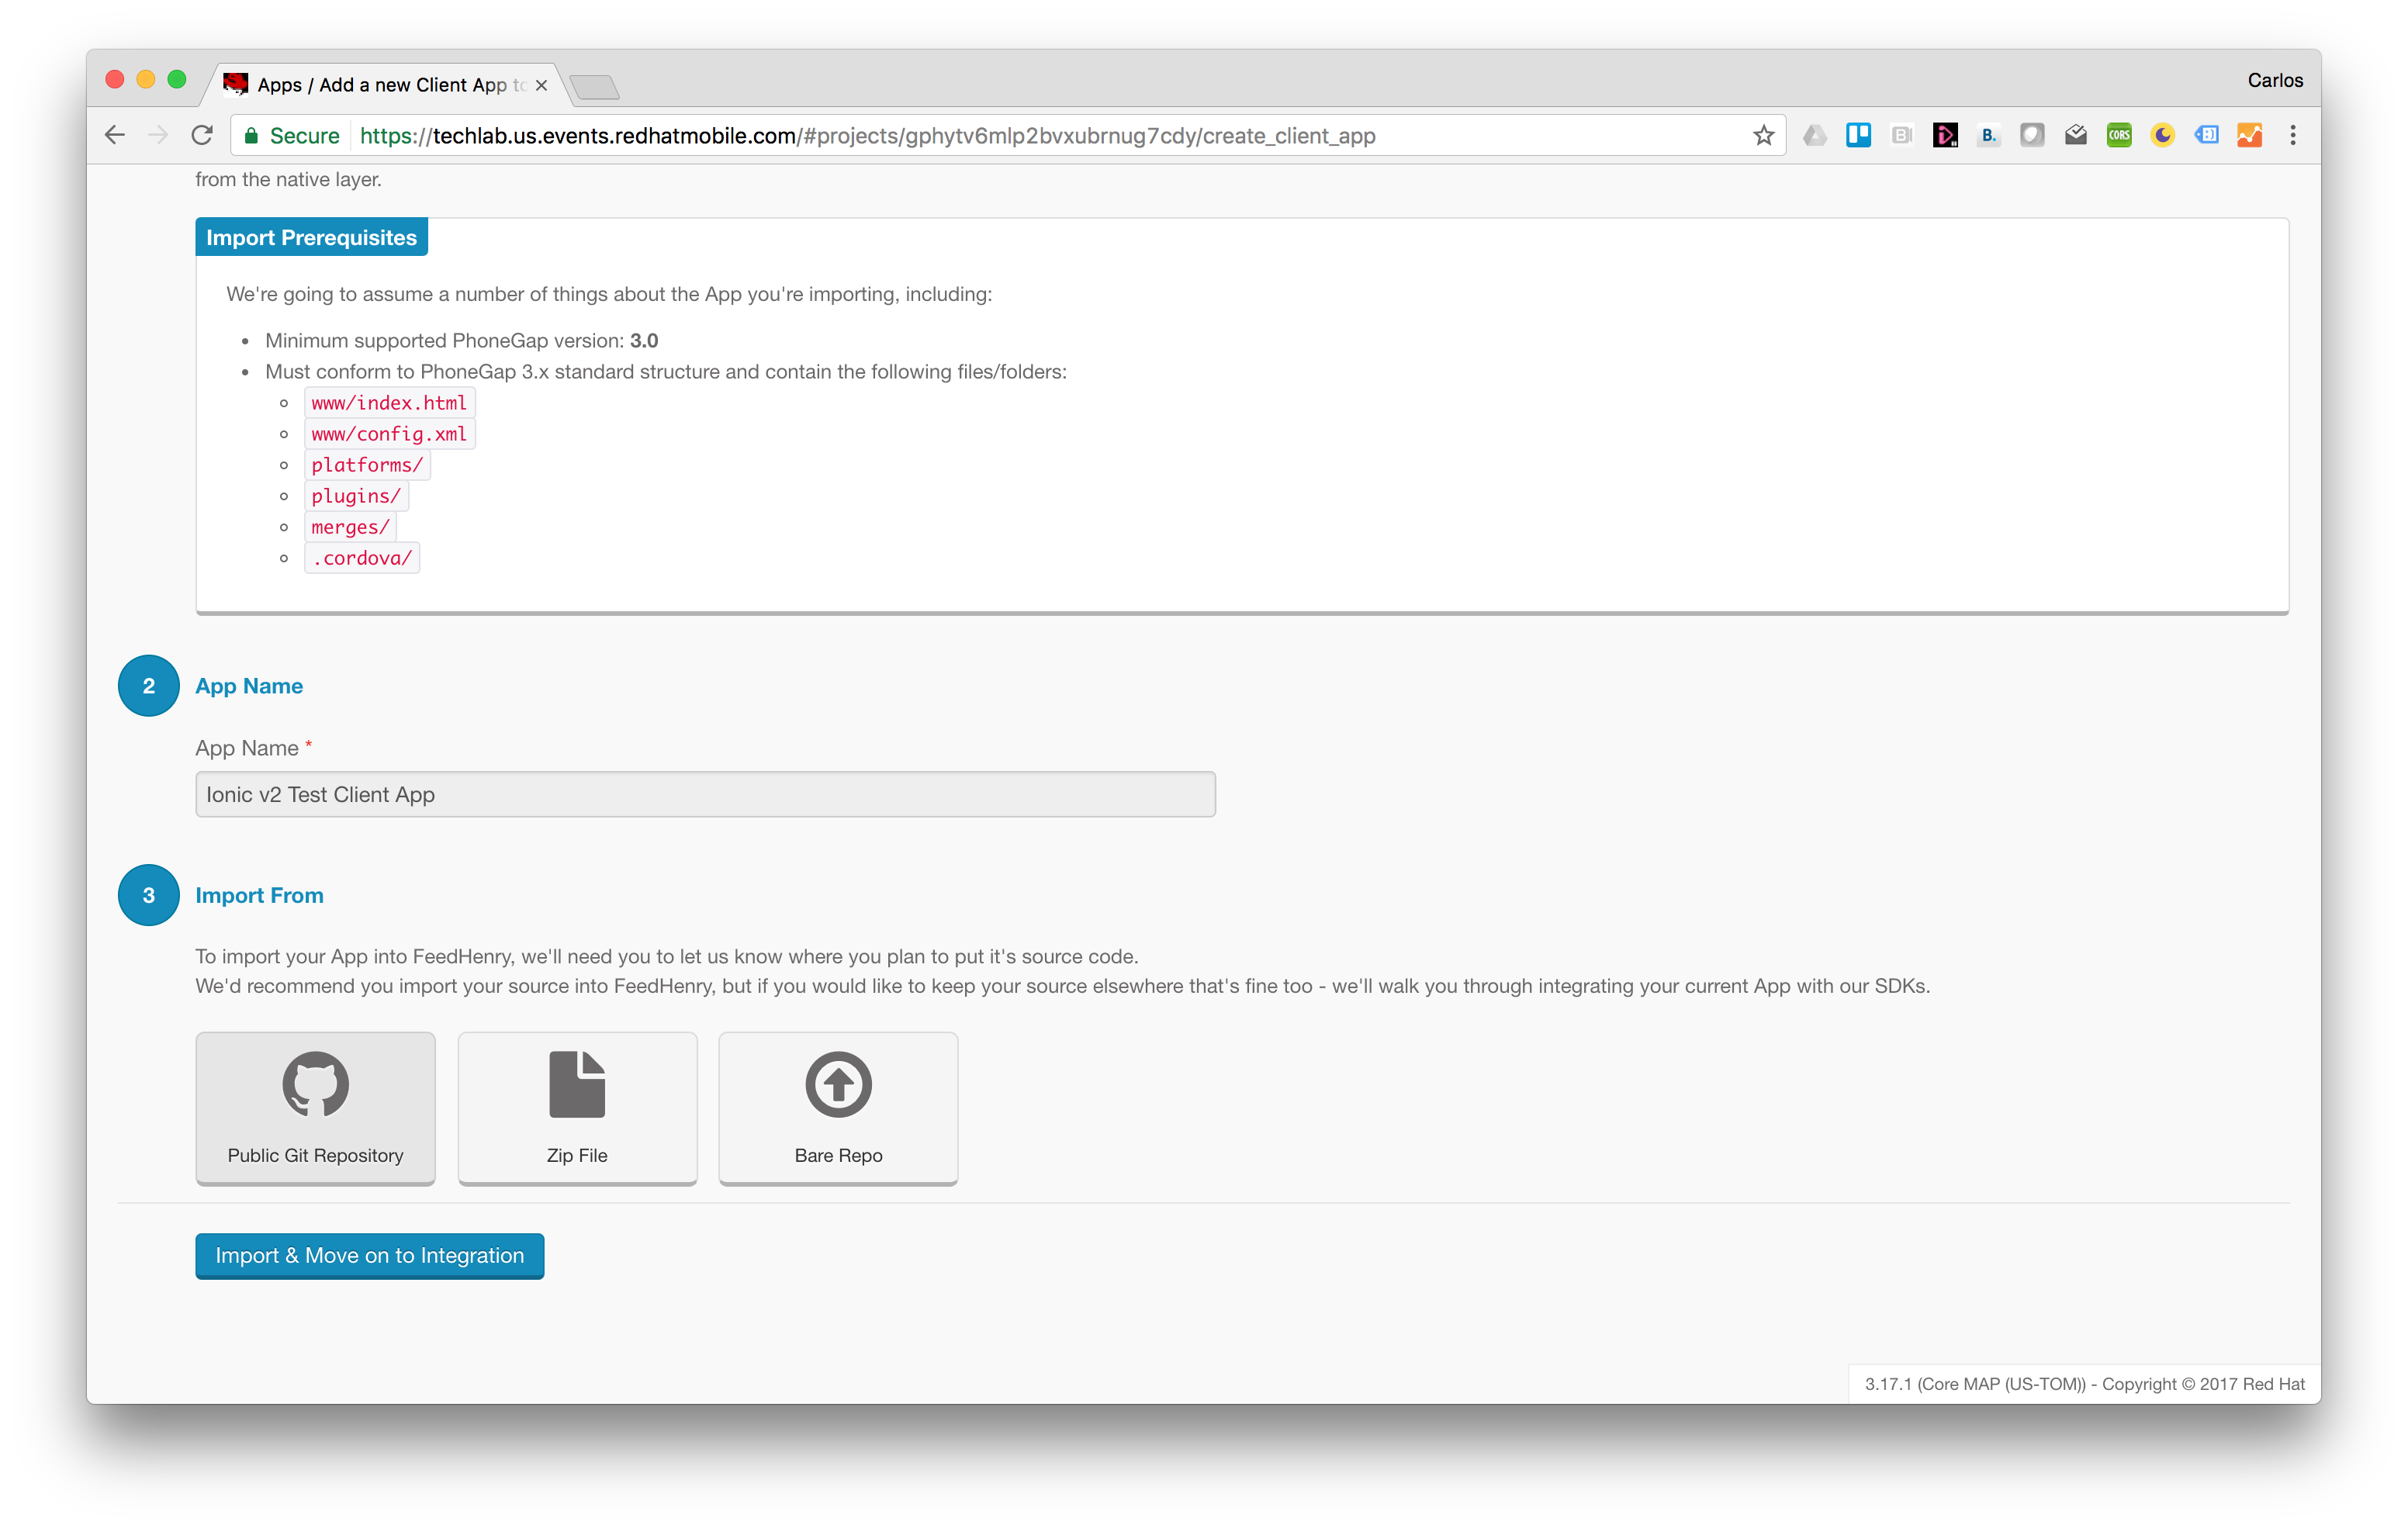 Apps / Add a new Client App to
Carlos
Secure
https://techlab.us.events.redhatmobile.com/#projects/gphytv6mlp2bvxubrnug7cdy/create_client_app
B.
CORS
from the native layer.
Import Prerequisites
We're going to assume a number of things about the App you're importing, including:
Minimum supported PhoneGap version: 3.0
Must conform to PhoneGap 3.x standard structure and contain the following files/folders:
www/index.html
www/config.xml
platforms/
plugins/
merges/
.cordova/
2 App Name
App Name *
Ionic v2 Test Client App
3 Import From
To import your App into FeedHenry, we'll need you to let us know where you plan to put it's source code.
We'd recommend you import your source into FeedHenry, but if you would like to keep your source elsewhere that's fine too - we'll walk you through integrating your current App with our SDKs.
Public Git Repository
Zip File
Bare Repo
Import & Move on to Integration
3.17.1 (Core MAP (US-TOM)) - Copyright © 2017 Red Hat